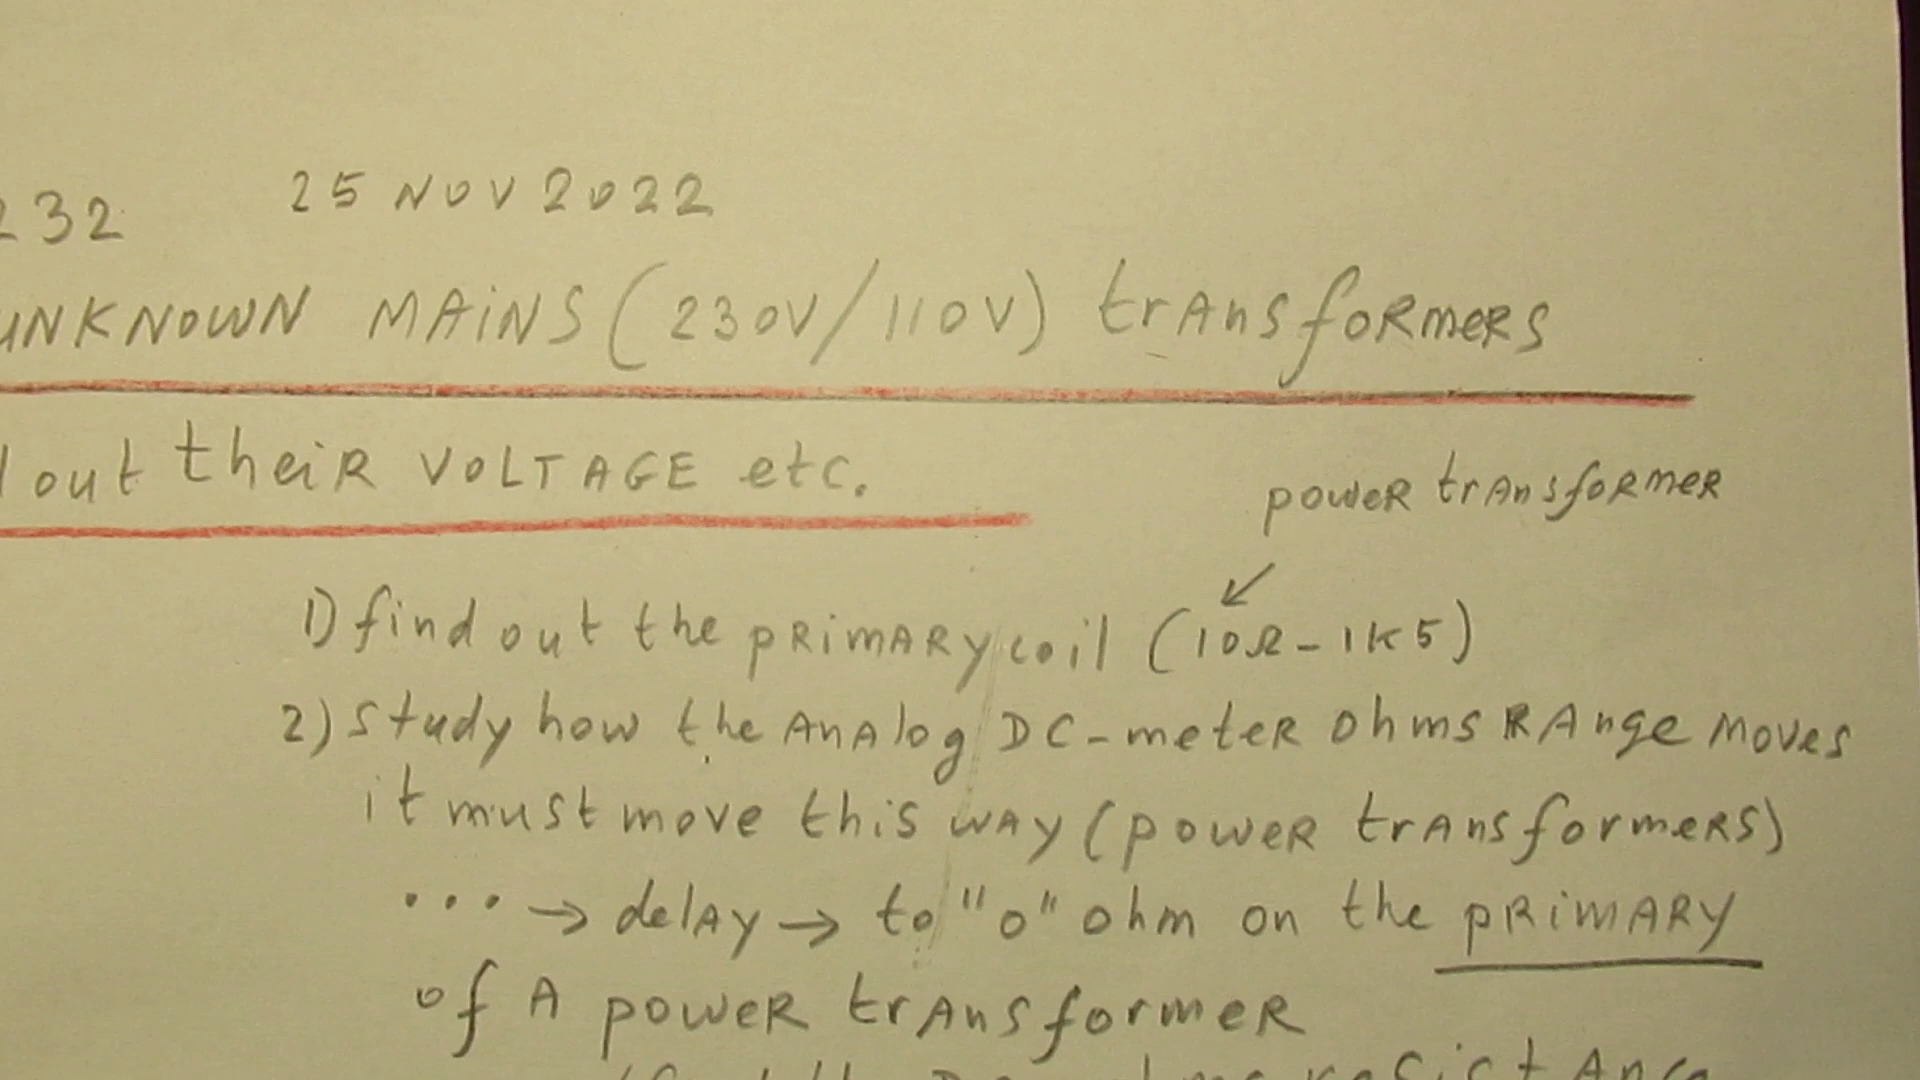 232 25 NOV 2022
UNKNOWN MAINS (230V/110V) transformers
out their VOLTAGE etc.
power transformer
↙
1) find out the primary coil (10Ω - 1K5)
2) study how the Analog DC-meter ohms RAnge moves
it must move this way (power transformers)
... → delay → to "0" ohm on the primary
of A power transformer